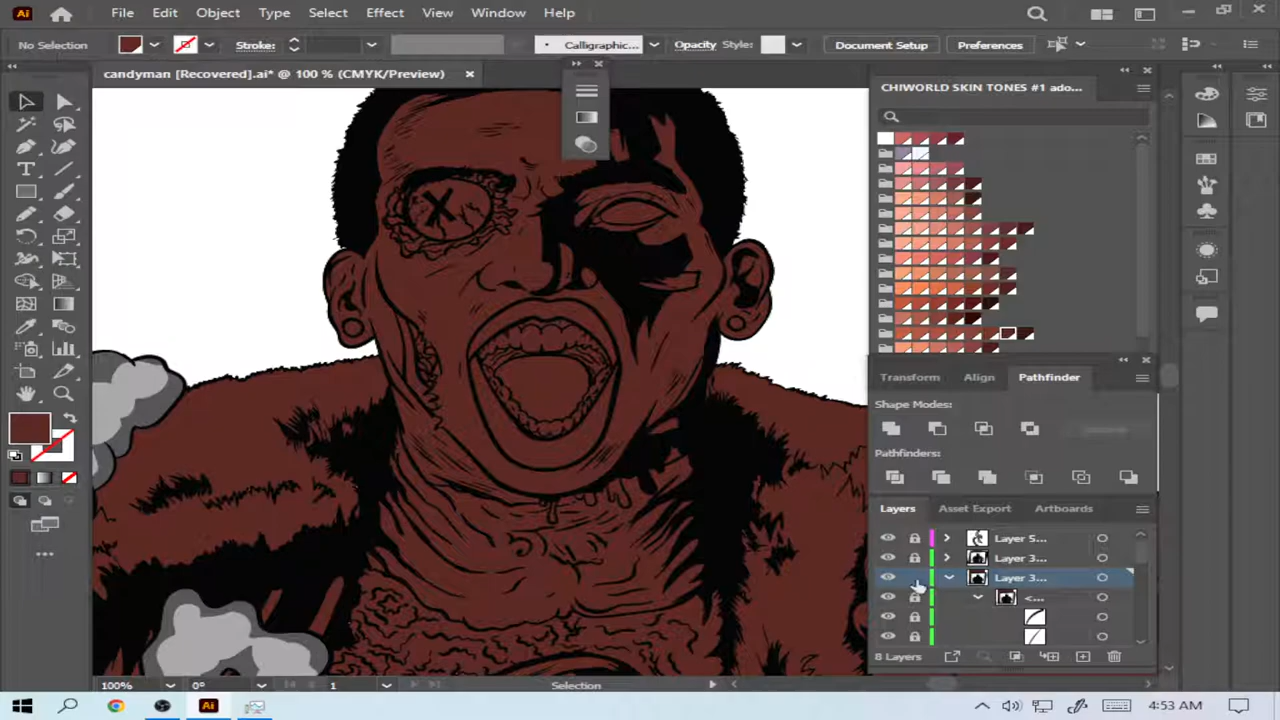 Ai File Edit Object Type Select Effect View Window Help
No Selection Stroke: Calligraphic... Opacity Style: Document Setup Preferences
candyman [Recovered].ai* @ 100 % (CMYK/Preview)
CHIWORLD SKIN TONES #1 ado...
X
Transform Align Pathfinder
Shape Modes:
Pathfinders:
Layers Asset Export Artboards
Layer 5...
Layer 3...
Layer 3...
<...
8 Layers
100% 0° 1 Selection
Ai 4:53 AM